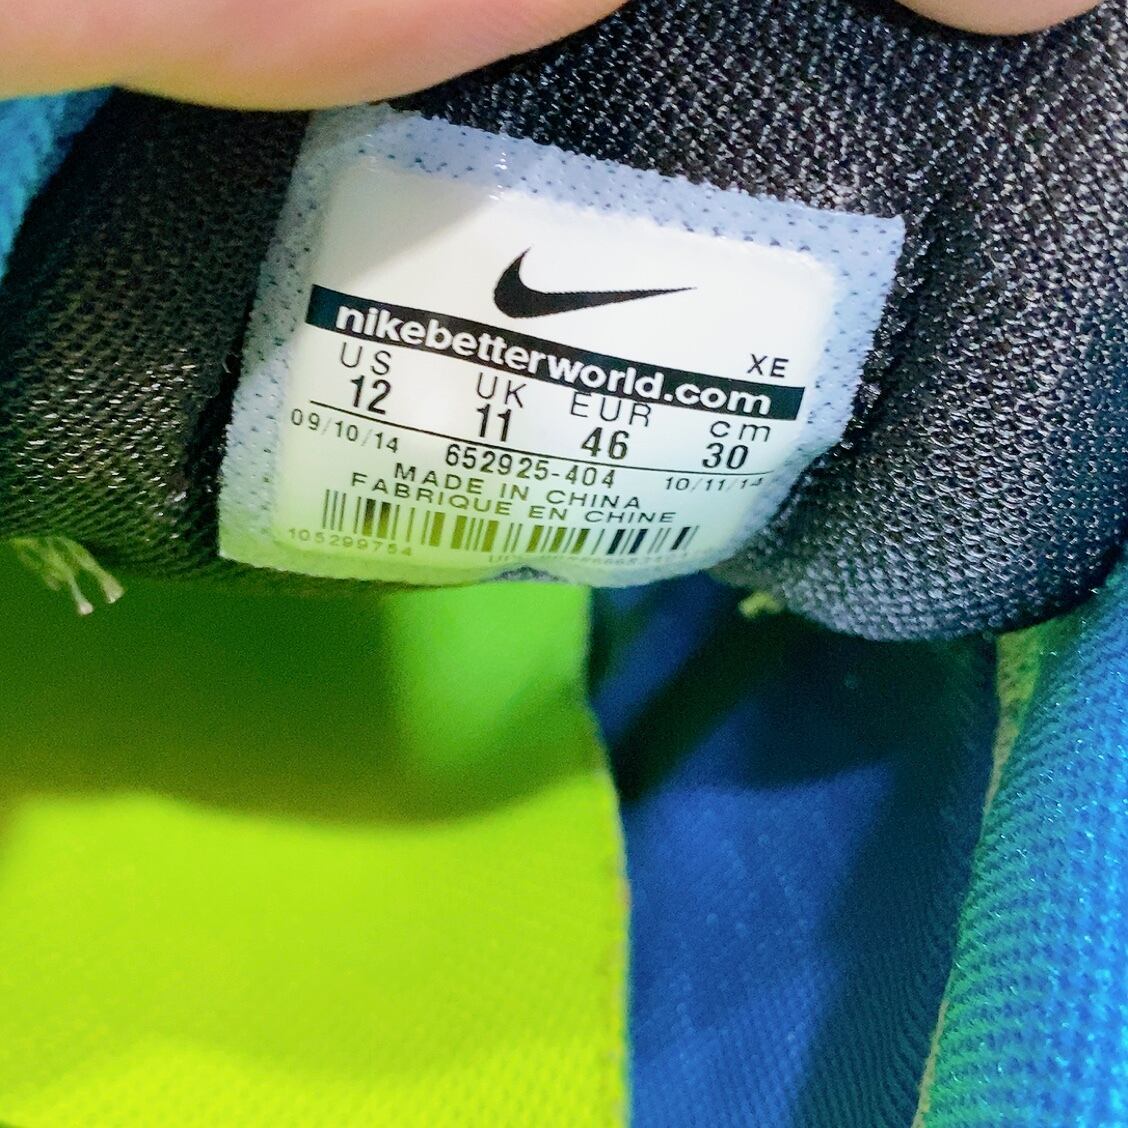 nikebetterworld.com
XE
US UK EUR cm
12 11 46 30
09/10/14 652925-404 10/11/14
MADE IN CHINA
FABRIQUE EN CHINE
105299754